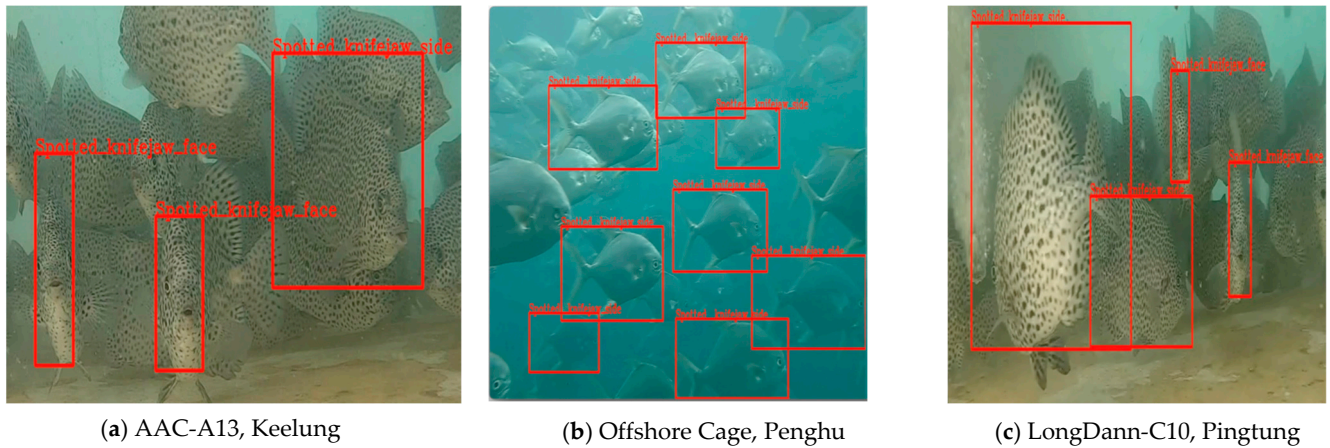 Spotted_knifejaw_side
Spotted_knifejaw_face
Spotted_knifejaw_face
Spotted_knifejaw_side
Spotted_knifejaw_side
Spotted_knifejaw_side
Spotted_knifejaw_side
Spotted_knifejaw_side
Spotted_knifejaw_side
Spotted_knifejaw_side
Spotted_knifejaw_side
Spotted_knifejaw_side
Spotted_knifejaw_face
Spotted_knifejaw_face
Spotted_knifejaw_side
(a) AAC-A13, Keelung
(b) Offshore Cage, Penghu
(c) LongDann-C10, Pingtung